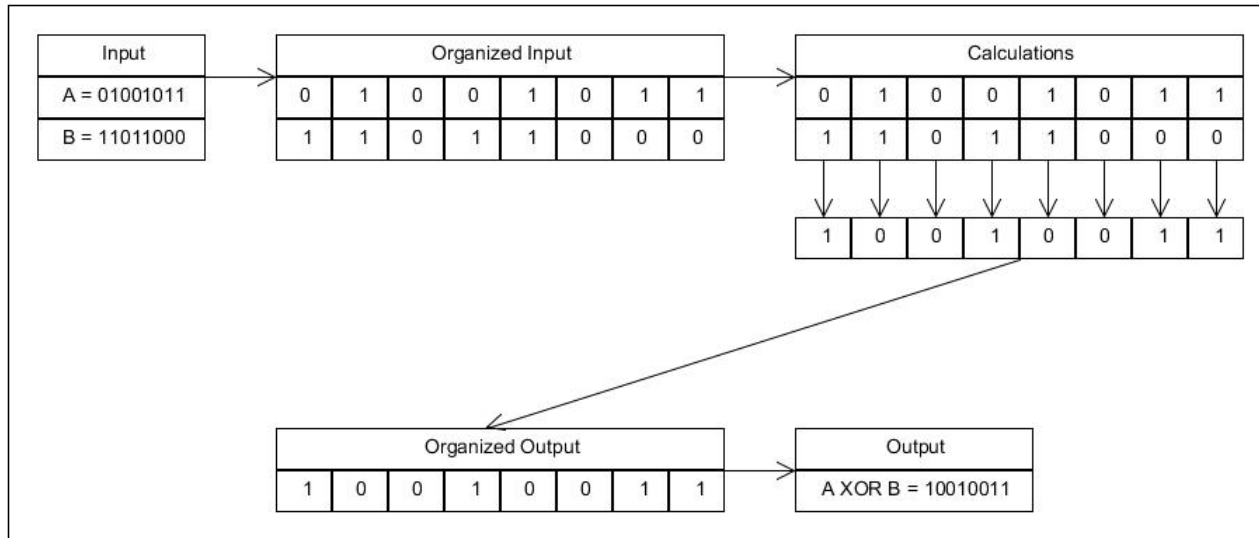 Input
A = 01001011
B = 11011000
Organized Input
0 1 0 0 1 0 1 1
1 1 0 1 1 0 0 0
Calculations
0 1 0 0 1 0 1 1
1 1 0 1 1 0 0 0
1 0 0 1 0 0 1 1
Organized Output
1 0 0 1 0 0 1 1
Output
A XOR B = 10010011